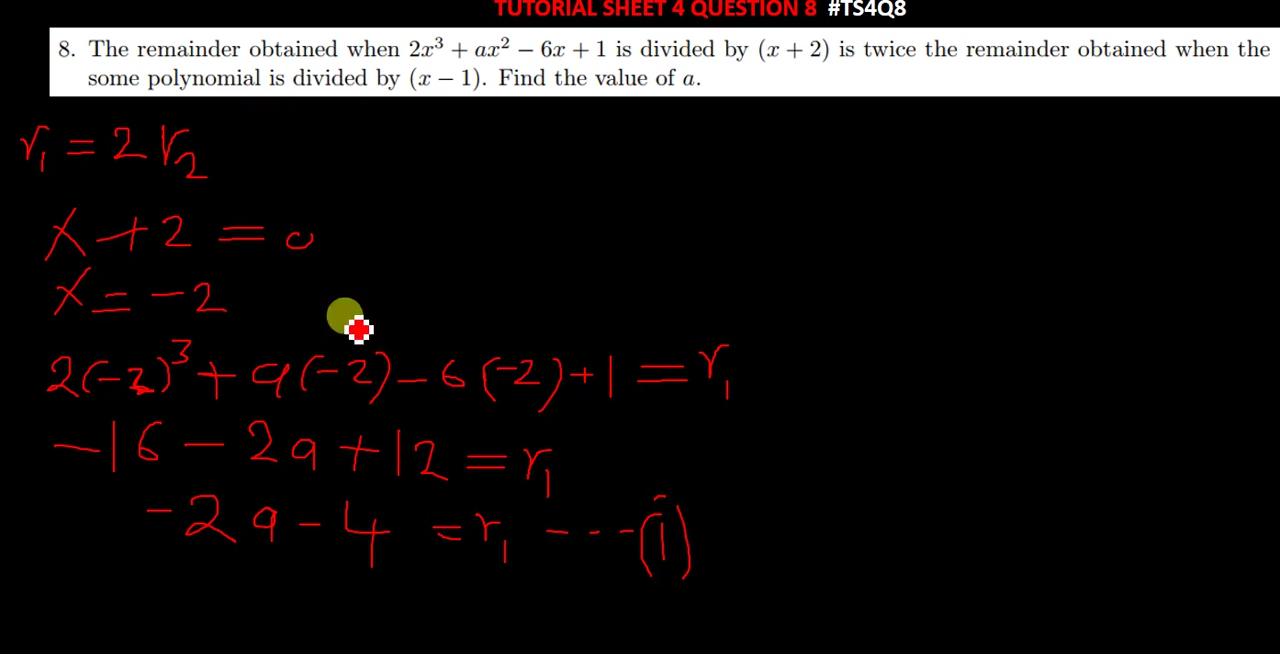 TUTORIAL SHEET 4 QUESTION 8 #TS4Q8
8. The remainder obtained when 2x³ + ax² − 6x + 1 is divided by (x + 2) is twice the remainder obtained when the
some polynomial is divided by (x − 1). Find the value of a.
r₁ = 2 r₂
x + 2 = 0
x = −2
2(−2)³ + a(−2) − 6(−2) + 1 = r₁
−16 − 2a + 12 = r₁
−2a − 4 = r₁ - - - (i)